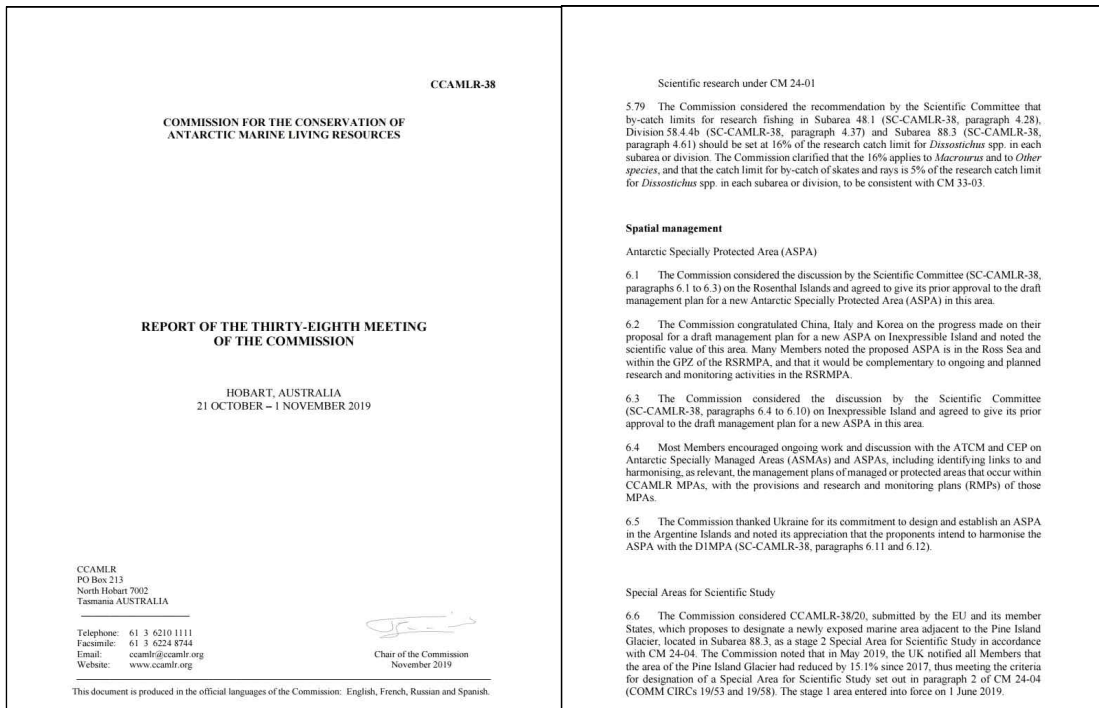 CCAMLR-38
COMMISSION FOR THE CONSERVATION OF
ANTARCTIC MARINE LIVING RESOURCES
REPORT OF THE THIRTY-EIGHTH MEETING
OF THE COMMISSION
HOBART, AUSTRALIA
21 OCTOBER – 1 NOVEMBER 2019
CCAMLR
PO Box 213
North Hobart 7002
Tasmania AUSTRALIA
Telephone: 61 3 6210 1111
Facsimile: 61 3 6224 8744
Email: ccamlr@ccamlr.org
Website: www.ccamlr.org
Chair of the Commission
November 2019
This document is produced in the official languages of the Commission: English, French, Russian and Spanish.
Scientific research under CM 24-01
5.79 The Commission considered the recommendation by the Scientific Committee that
by-catch limits for research fishing in Subarea 48.1 (SC-CAMLR-38, paragraph 4.28),
Division 58.4.4b (SC-CAMLR-38, paragraph 4.37) and Subarea 88.3 (SC-CAMLR-38,
paragraph 4.61) should be set at 16% of the research catch limit for Dissostichus spp. in each
subarea or division. The Commission clarified that the 16% applies to Macrourus and to Other
species, and that the catch limit for by-catch of skates and rays is 5% of the research catch limit
for Dissostichus spp. in each subarea or division, to be consistent with CM 33-03.
Spatial management
Antarctic Specially Protected Area (ASPA)
6.1 The Commission considered the discussion by the Scientific Committee (SC-CAMLR-38,
paragraphs 6.1 to 6.3) on the Rosenthal Islands and agreed to give its prior approval to the draft
management plan for a new Antarctic Specially Protected Area (ASPA) in this area.
6.2 The Commission congratulated China, Italy and Korea on the progress made on their
proposal for a draft management plan for a new ASPA on Inexpressible Island and noted the
scientific value of this area. Many Members noted the proposed ASPA is in the Ross Sea and
within the GPZ of the RSRMPA, and that it would be complementary to ongoing and planned
research and monitoring activities in the RSRMPA.
6.3 The Commission considered the discussion by the Scientific Committee
(SC-CAMLR-38, paragraphs 6.4 to 6.10) on Inexpressible Island and agreed to give its prior
approval to the draft management plan for a new ASPA in this area.
6.4 Most Members encouraged ongoing work and discussion with the ATCM and CEP on
Antarctic Specially Managed Areas (ASMAs) and ASPAs, including identifying links to and
harmonising, as relevant, the management plans of managed or protected areas that occur within
CCAMLR MPAs, with the provisions and research and monitoring plans (RMPs) of those
MPAs.
6.5 The Commission thanked Ukraine for its commitment to design and establish an ASPA
in the Argentine Islands and noted its appreciation that the proponents intend to harmonise the
ASPA with the D1MPA (SC-CAMLR-38, paragraphs 6.11 and 6.12).
Special Areas for Scientific Study
6.6 The Commission considered CCAMLR-38/20, submitted by the EU and its member
States, which proposes to designate a newly exposed marine area adjacent to the Pine Island
Glacier, located in Subarea 88.3, as a stage 2 Special Area for Scientific Study in accordance
with CM 24-04. The Commission noted that in May 2019, the UK notified all Members that
the area of the Pine Island Glacier had reduced by 15.1% since 2017, thus meeting the criteria
for designation of a Special Area for Scientific Study set out in paragraph 2 of CM 24-04
(COMM CIRCs 19/53 and 19/58). The stage 1 area entered into force on 1 June 2019.